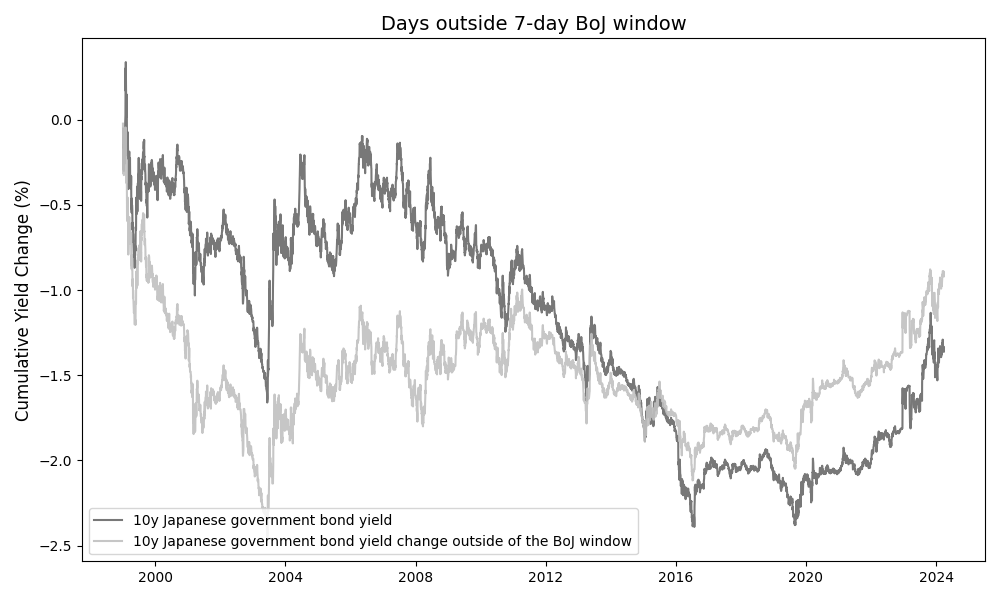 Days outside 7-day BoJ window
Cumulative Yield Change (%)
0.0
−0.5
−1.0
−1.5
−2.0
−2.5
10y Japanese government bond yield
10y Japanese government bond yield change outside of the BoJ window
2000 2004 2008 2012 2016 2020 2024